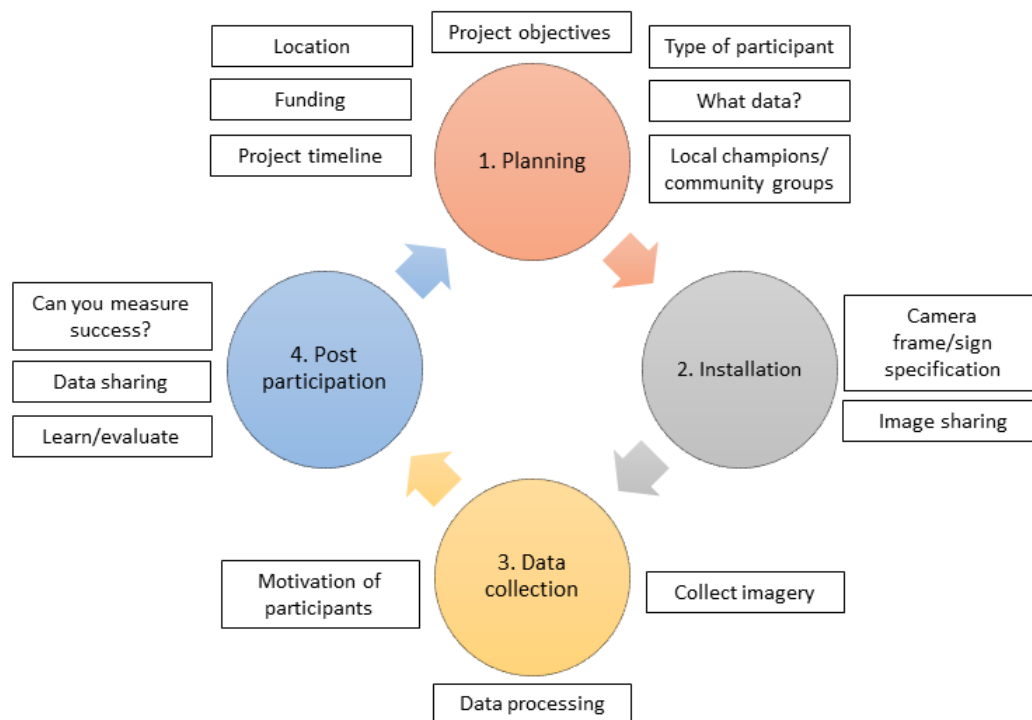 Project objectives
Location
Funding
Project timeline
Type of participant
What data?
Local champions/
community groups
1. Planning
Camera
frame/sign
specification
Image sharing
2. Installation
3. Data
collection
Motivation of
participants
Collect imagery
Data processing
4. Post
participation
Can you measure
success?
Data sharing
Learn/evaluate